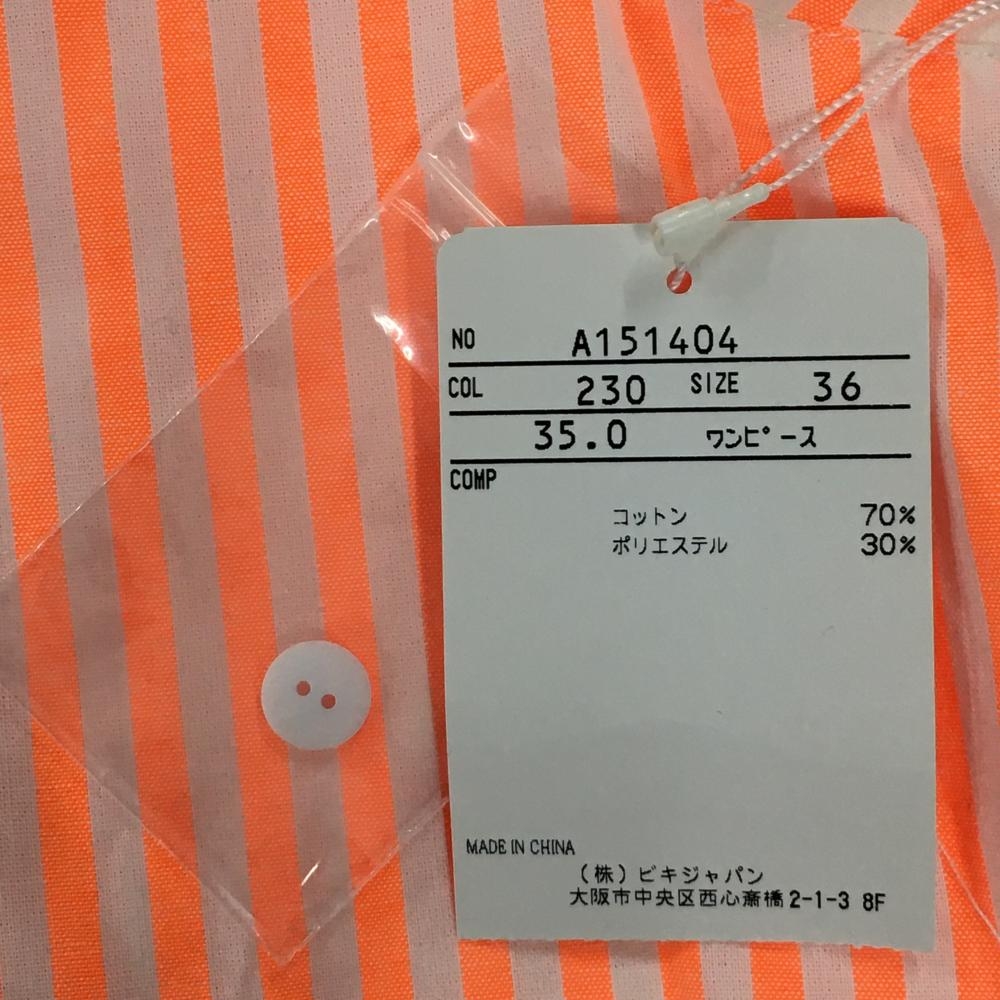 NO A151404
COL 230 SIZE 36
35.0 ワンピース
COMP
コットン 70%
ポリエステル 30%
MADE IN CHINA
(株)ビキジャパン
大阪市中央区西心斎橋2-1-3 8F